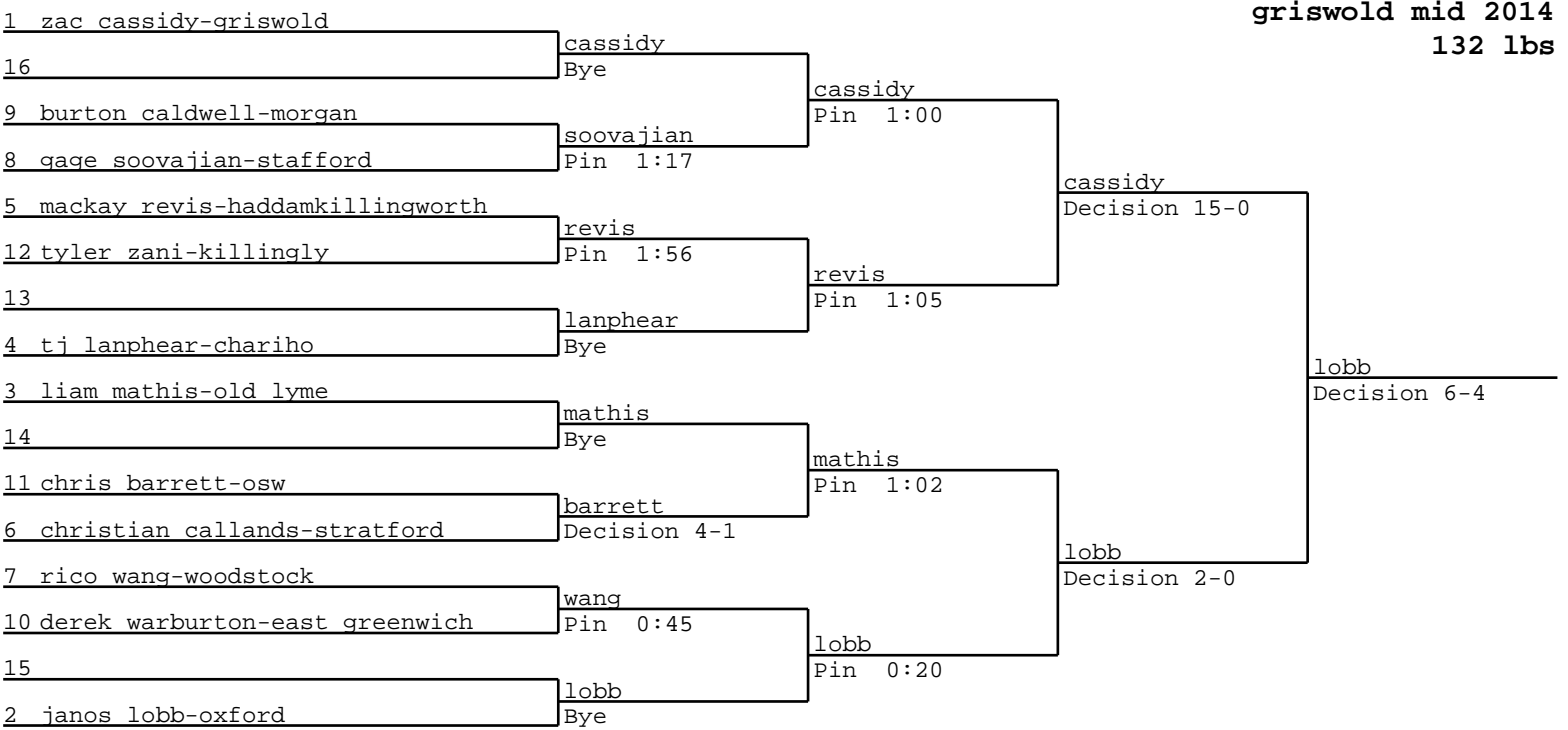 griswold mid 2014
132 lbs
1 zac cassidy-griswold
16
9 burton caldwell-morgan
8 gage soovajian-stafford
5 mackay revis-haddamkillingworth
12 tyler zani-killingly
13
4 tj lanphear-chariho
3 liam mathis-old lyme
14
11 chris barrett-osw
6 christian callands-stratford
7 rico wang-woodstock
10 derek warburton-east greenwich
15
2 janos lobb-oxford
cassidy
Bye
soovajian
Pin 1:17
revis
Pin 1:56
lanphear
Bye
mathis
Bye
barrett
Decision 4-1
wang
Pin 0:45
lobb
Bye
cassidy
Pin 1:00
revis
Pin 1:05
mathis
Pin 1:02
lobb
Pin 0:20
cassidy
Decision 15-0
lobb
Decision 2-0
lobb
Decision 6-4